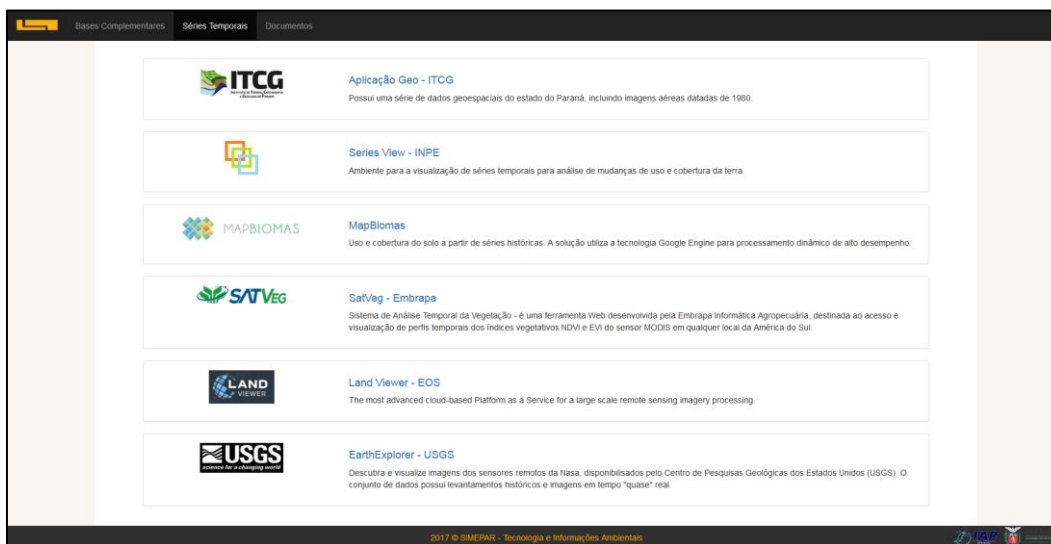 Bases Complementares Séries Temporais Documentos
ITCG
Aplicação Geo - ITCG
Possui uma série de dados geoespaciais do estado do Paraná, incluindo imagens aéreas datadas de 1980.
Series View - INPE
Ambiente para a visualização de séries temporais para análise de mudanças de uso e cobertura da terra.
MAPBIOMAS
MapBiomas
Uso e cobertura do solo a partir de séries históricas. A solução utiliza a tecnologia Google Engine para processamento dinâmico de alto desempenho.
SATVEG
SatVeg - Embrapa
Sistema de Análise Temporal da Vegetação - é uma ferramenta Web desenvolvida pela Embrapa Informática Agropecuária, destinada ao acesso e
visualização de perfis temporais dos índices vegetativos NDVI e EVI do sensor MODIS em qualquer local da América do Sul.
LAND
VIEWER
Land Viewer - EOS
The most advanced cloud-based Platform as a Service for a large scale remote sensing imagery processing.
USGS
science for a changing world
EarthExplorer - USGS
Descubra e visualize imagens dos sensores remotos da Nasa, disponibilisados pelo Centro de Pesquisas Geológicas dos Estados Unidos (USGS). O
conjunto de dados possui levantamentos históricos e imagens em tempo "quase" real.
2017 © SIMEPAR - Tecnologia e Informações Ambientais
IAP